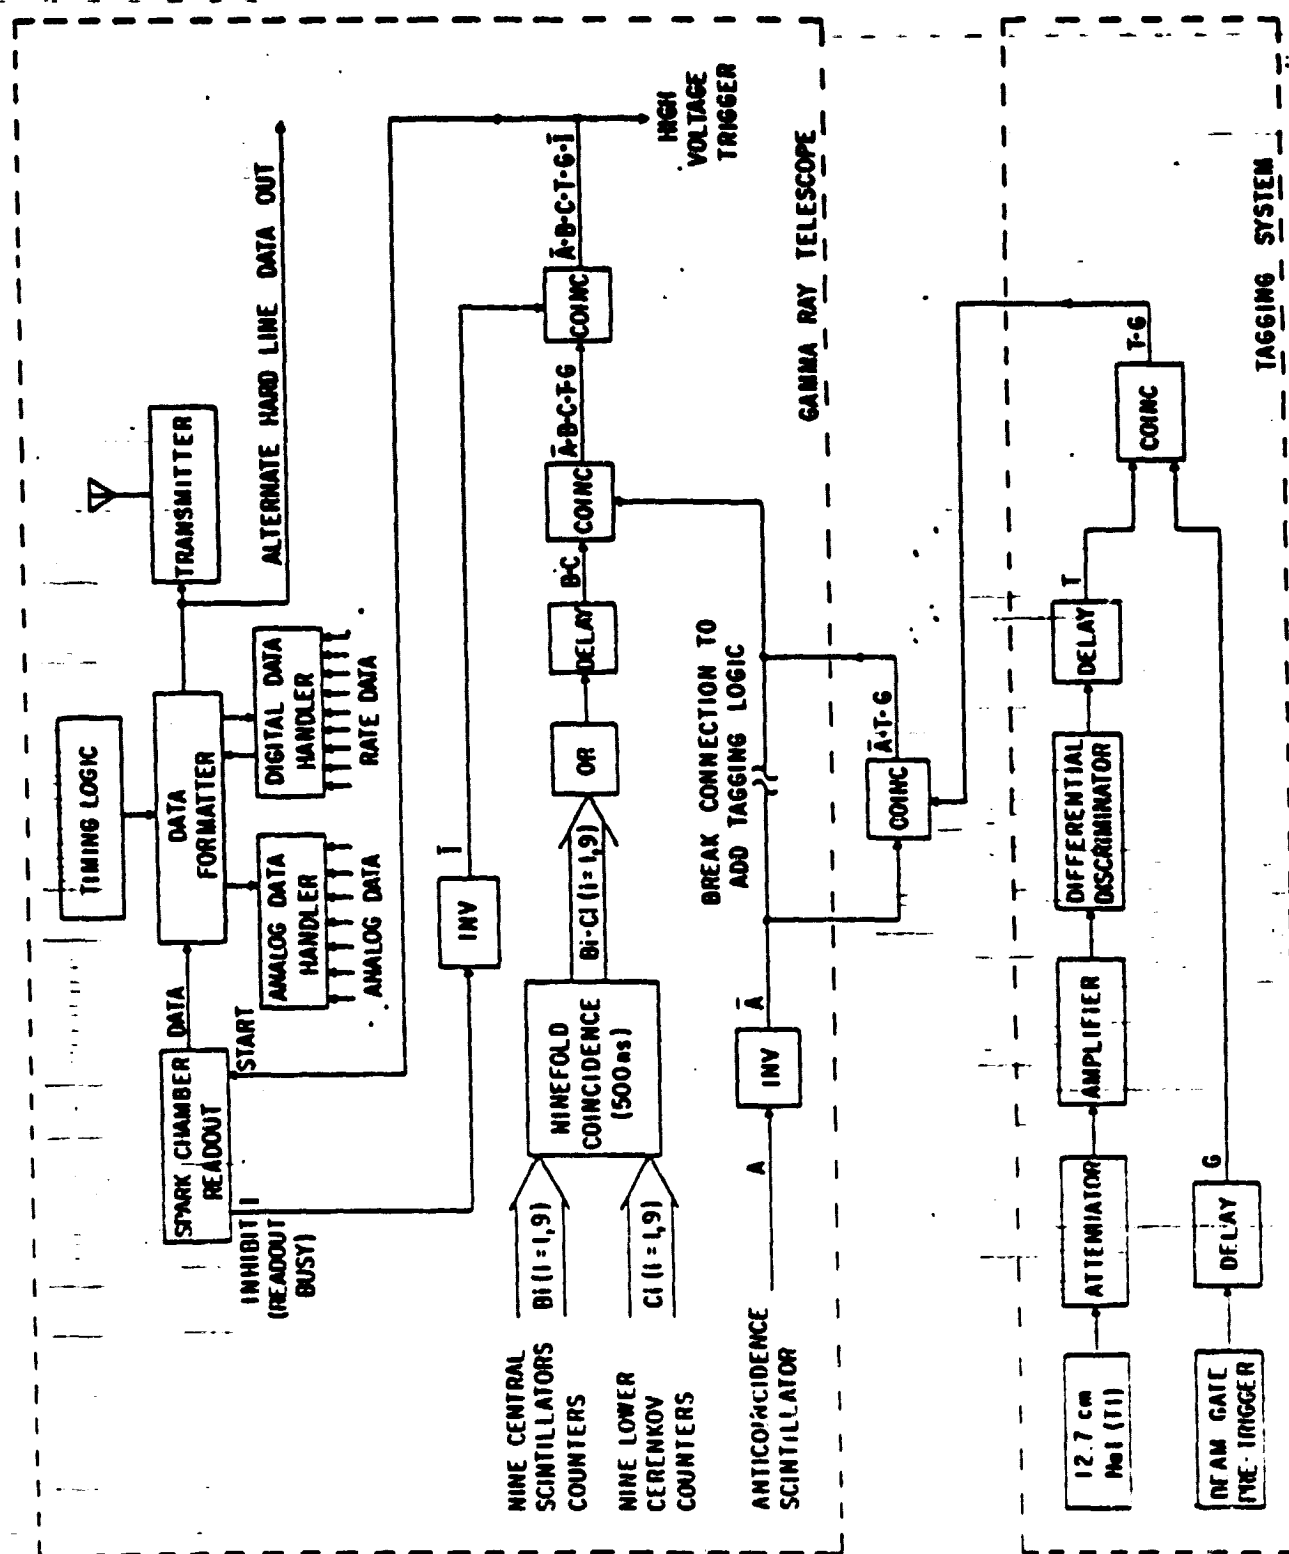 TIMING LOGIC
SPARK CHAMBER
READOUT
DATA
DATA
FORMATTER
TRANSMITTER
ANALOG DATA
HANDLER
ANALOG DATA
DIGITAL DATA
HANDLER
RATE DATA
ALTERNATE HARD LINE DATA OUT
START
INHIBIT I
(READOUT
BUSY)
INV
Ī
NINE CENTRAL
SCINTILLATORS
COUNTERS
Bi (i = 1,9)
NINE LOWER
CERENKOV
COUNTERS
Ci (i = 1,9)
NINEFOLD
COINCIDENCE
(500ns)
Bi·Ci (i = 1,9)
OR
DELAY
B·C
COINC
Ā·B·C·T·G
COINC
Ā·B·C·T·G·Ī
HIGH
VOLTAGE
TRIGGER
ANTICOINCIDENCE
SCINTILLATOR
A
INV
Ā
BREAK CONNECTION TO
ADD TAGGING LOGIC
GAMMA RAY TELESCOPE
COINC
Ā·T·G
12.7 cm
NaI (Tl)
ATTENUATOR
AMPLIFIER
DIFFERENTIAL
DISCRIMINATOR
DELAY
T
COINC
T·G
BEAM GATE
PRE-TRIGGER
DELAY
G
TAGGING SYSTEM